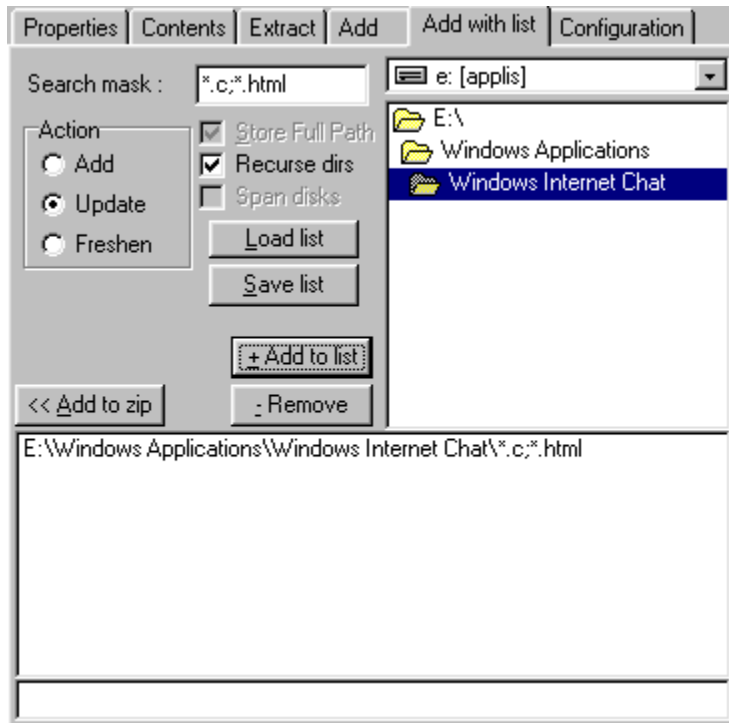 Properties Contents Extract Add Add with list Configuration
Search mask : *.c;*.html
e: [applis]
Action
Add
Update
Freshen
Store Full Path
Recurse dirs
Span disks
Load list
Save list
+ Add to list
<< Add to zip
- Remove
E:\
Windows Applications
Windows Internet Chat
E:\Windows Applications\Windows Internet Chat\*.c;*.html